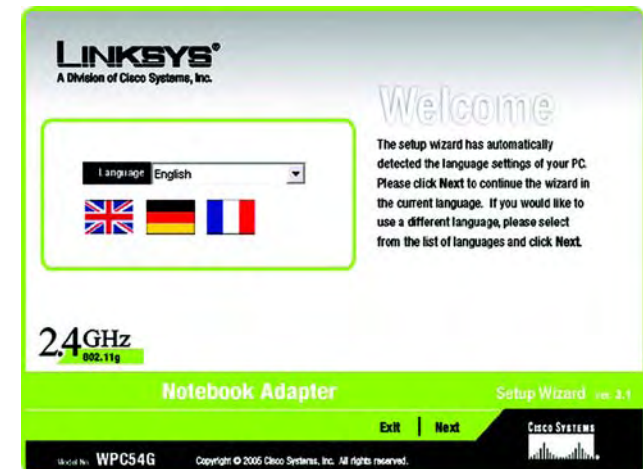 LINKSYS®
A Division of Cisco Systems, Inc.
Welcome
The setup wizard has automatically
detected the language settings of your PC.
Please click Next to continue the wizard in
the current language. If you would like to
use a different language, please select
from the list of languages and click Next.
Language English
2.4GHz
802.11g
Notebook Adapter
Setup Wizard ver. 3.1
Exit | Next
CISCO SYSTEMS
Model No. WPC54G
Copyright © 2005 Cisco Systems, Inc. All rights reserved.